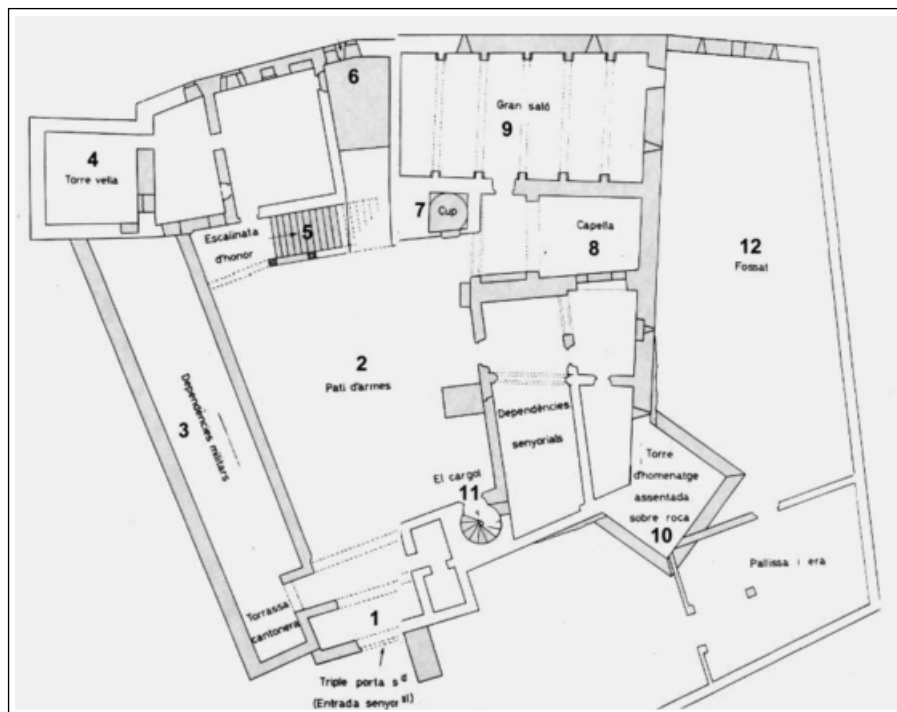 6
Gran saló
9
4
Torre vella
7
Cup
5
Escalinata
d'honor
Capella
8
12
Fossat
2
Pati d'armes
3
Dependències militars
Dependències
senyorials
El cargol
11
Torre
d'homenatge
assentada
sobre roca
10
Pallissa i era
Torrassa
cantonera
1
Triple porta
(Entrada senyorial)